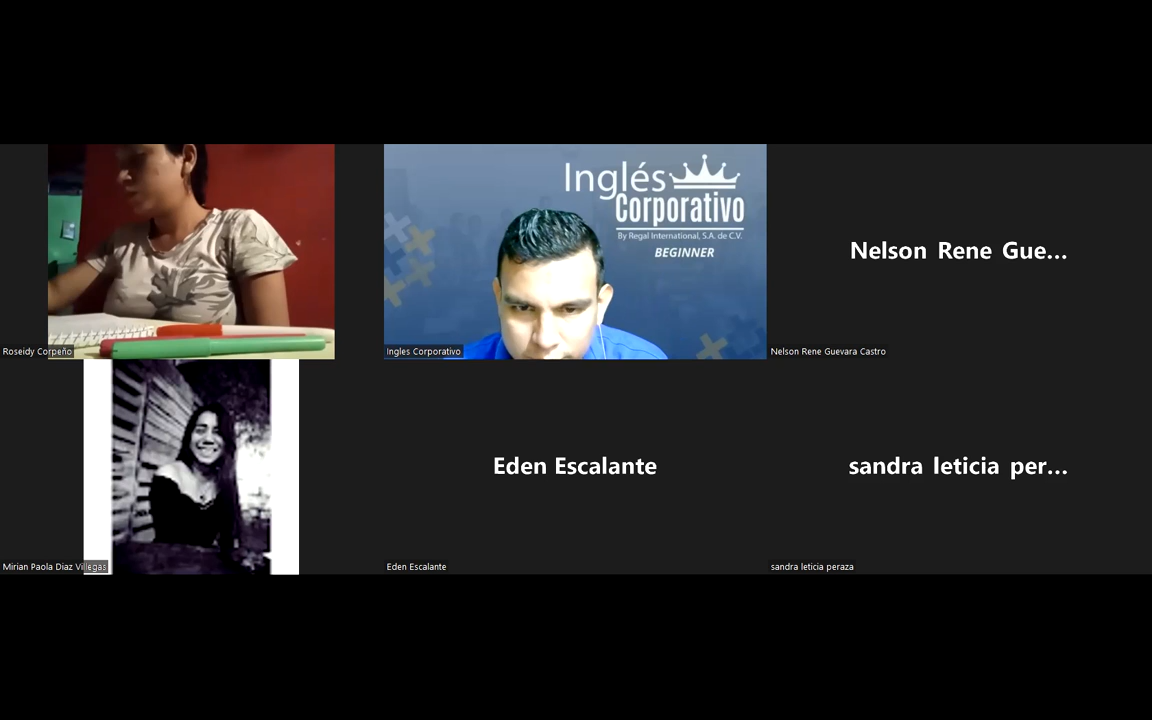 Inglés
Corporativo
By Regal International, S.A. de C.V.
BEGINNER
Nelson Rene Gue...
Roseidy Corpeño
Ingles Corporativo
Nelson Rene Guevara Castro
Eden Escalante
sandra leticia per...
Mirian Paola Diaz Villegas
Eden Escalante
sandra leticia peraza